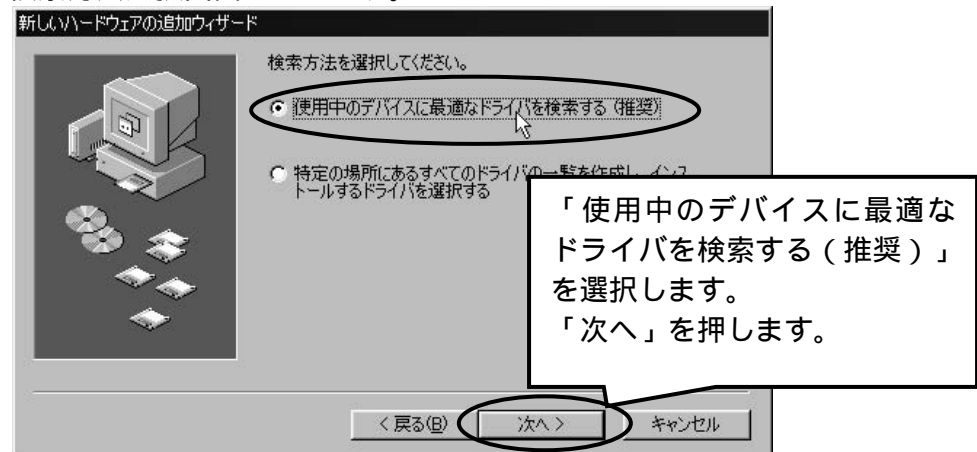 新しいハードウェアの追加ウィザード
検索方法を選択してください。
使用中のデバイスに最適なドライバを検索する(推奨)
特定の場所にあるすべてのドライバの一覧を作成し、インス
トールするドライバを選択する
「使用中のデバイスに最適な
ドライバを検索する(推奨)」
を選択します。
「次へ」を押します。
< 戻る(B)
次へ >
キャンセル